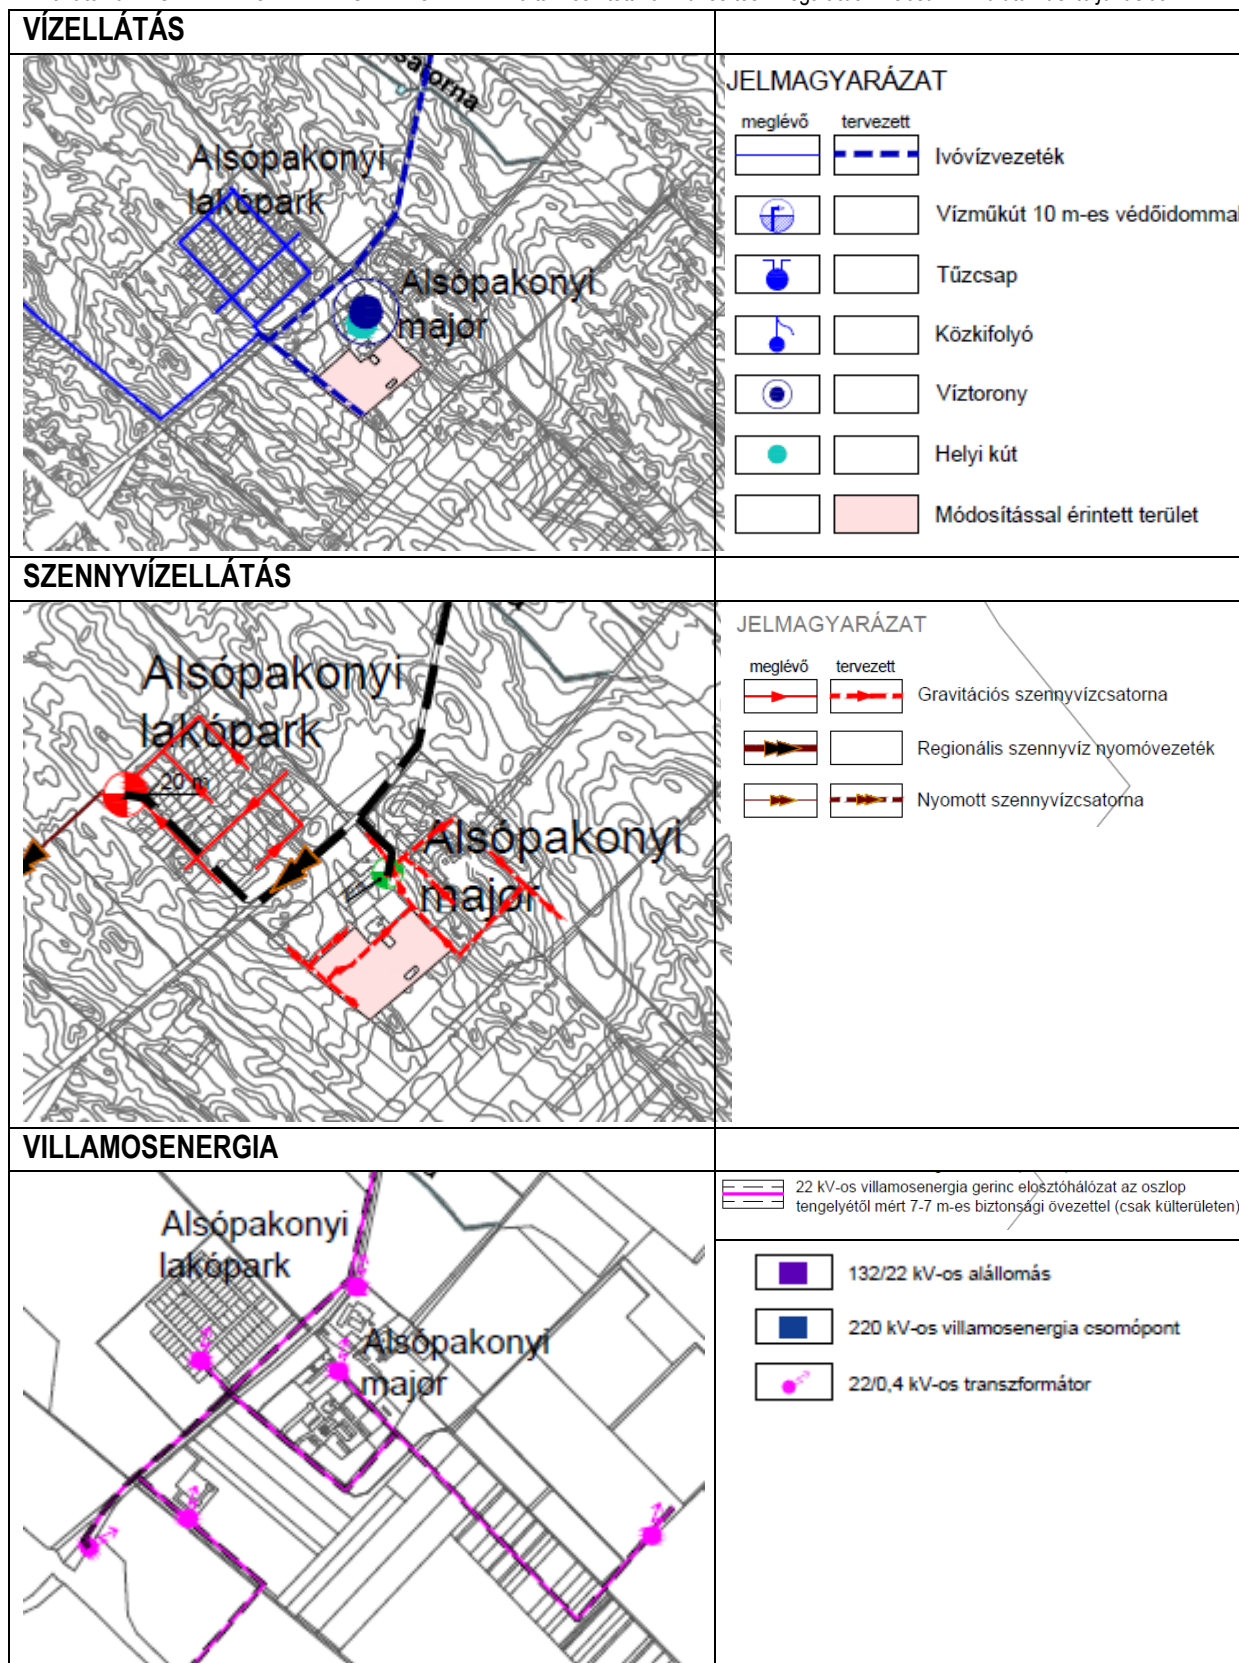 VÍZELLÁTÁS
satorna
Alsópakonyi
lakópark
Alsópakonyi
major
JELMAGYARÁZAT
meglévő tervezett
Ivóvízvezeték
Vízműkút 10 m-es védőidommal
Tűzcsap
Közkifolyó
Víztorony
Helyi kút
Módosítással érintett terület
SZENNYVÍZELLÁTÁS
Alsópakonyi
lakópark
20 m
Alsópakonyi
major
JELMAGYARÁZAT
meglévő tervezett
Gravitációs szennyvízcsatorna
Regionális szennyvíz nyomóvezeték
Nyomott szennyvízcsatorna
VILLAMOSENERGIA
Alsópakonyi
lakópark
Alsópakonyi
major
22 kV-os villamosenergia gerinc elosztóhálózat az oszlop
tengelyétől mért 7-7 m-es biztonsági övezettel (csak külterületen)
132/22 kV-os alállomás
220 kV-os villamosenergia csomópont
22/0,4 kV-os transzformátor